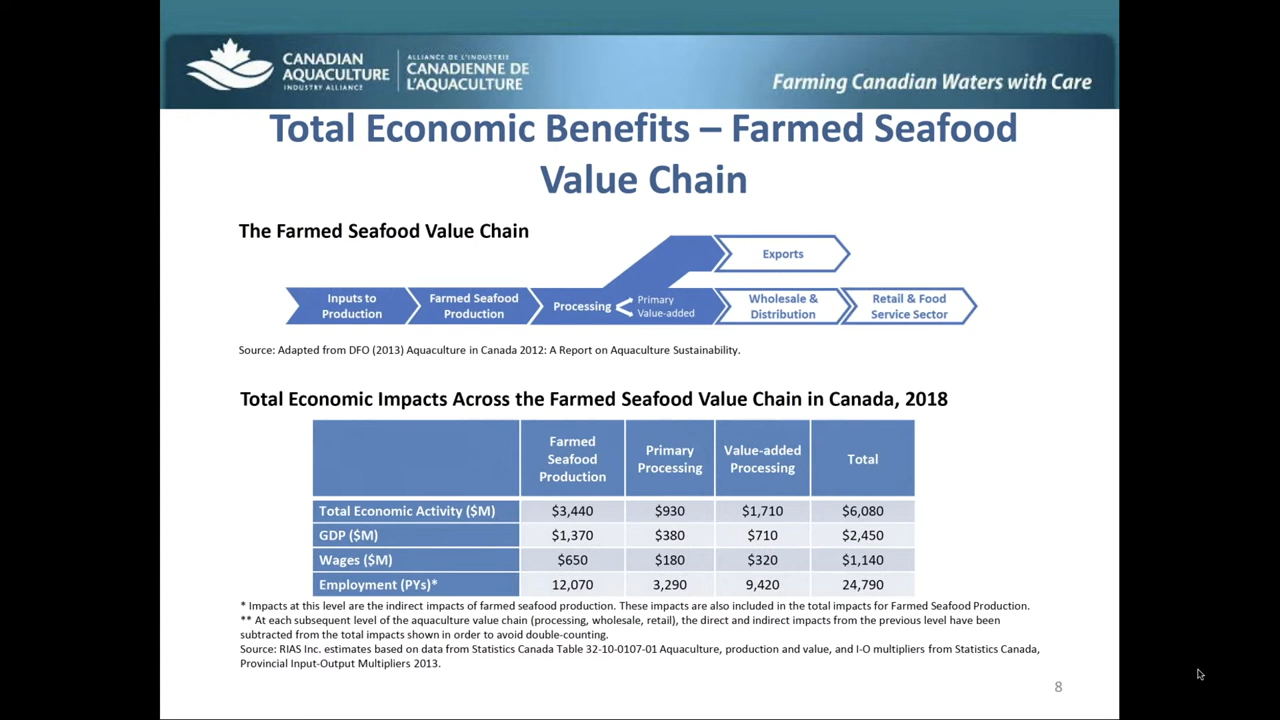 CANADIAN
AQUACULTURE
INDUSTRY ALLIANCE
ALLIANCE DE L'INDUSTRIE
CANADIENNE DE
L'AQUACULTURE
Farming Canadian Waters with Care
Total Economic Benefits – Farmed Seafood
Value Chain
The Farmed Seafood Value Chain
Exports
Inputs to
Production
Farmed Seafood
Production
Processing
Primary
Value-added
Wholesale &
Distribution
Retail & Food
Service Sector
Source: Adapted from DFO (2013) Aquaculture in Canada 2012: A Report on Aquaculture Sustainability.
Total Economic Impacts Across the Farmed Seafood Value Chain in Canada, 2018
Farmed
Seafood
Production
Primary
Processing
Value-added
Processing
Total
Total Economic Activity ($M) $3,440 $930 $1,710 $6,080
GDP ($M) $1,370 $380 $710 $2,450
Wages ($M) $650 $180 $320 $1,140
Employment (PYs)* 12,070 3,290 9,420 24,790
* Impacts at this level are the indirect impacts of farmed seafood production. These impacts are also included in the total impacts for Farmed Seafood Production.
** At each subsequent level of the aquaculture value chain (processing, wholesale, retail), the direct and indirect impacts from the previous level have been
subtracted from the total impacts shown in order to avoid double-counting.
Source: RIAS Inc. estimates based on data from Statistics Canada Table 32-10-0107-01 Aquaculture, production and value, and I-O multipliers from Statistics Canada,
Provincial Input-Output Multipliers 2013.
8